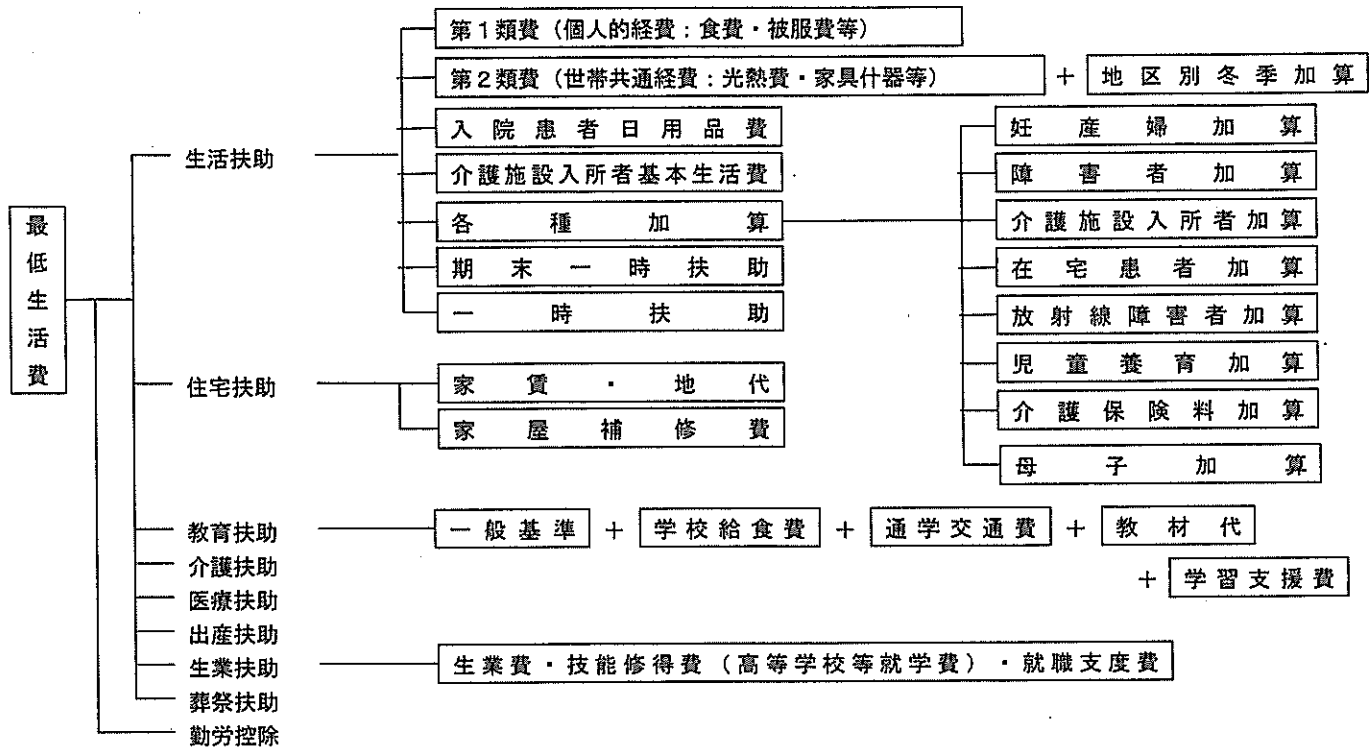 最低生活費
生活扶助
第1類費（個人的経費：食費・被服費等）
第2類費（世帯共通経費：光熱費・家具什器等） + 地区別冬季加算
入院患者日用品費
介護施設入所者基本生活費
各種加算
期末一時扶助
一時扶助
妊産婦加算
障害者加算
介護施設入所者加算
在宅患者加算
放射線障害者加算
児童養育加算
介護保険料加算
母子加算
住宅扶助
家賃・地代
家屋補修費
教育扶助
一般基準 + 学校給食費 + 通学交通費 + 教材代
+ 学習支援費
介護扶助
医療扶助
出産扶助
生業扶助
生業費・技能修得費（高等学校等就学費）・就職支度費
葬祭扶助
勤労控除